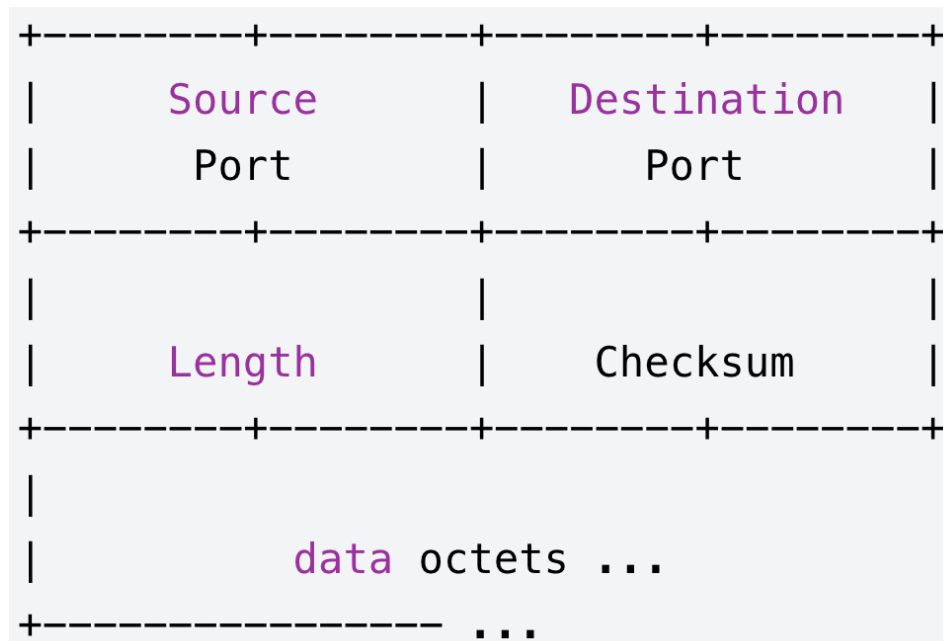 +--------+--------+--------+--------+
|     Source      |   Destination   |
|      Port       |      Port       |
+--------+--------+--------+--------+
|                 |                 |
|     Length      |    Checksum     |
+--------+--------+--------+--------+
|
|          data octets ...
+---------------- ...